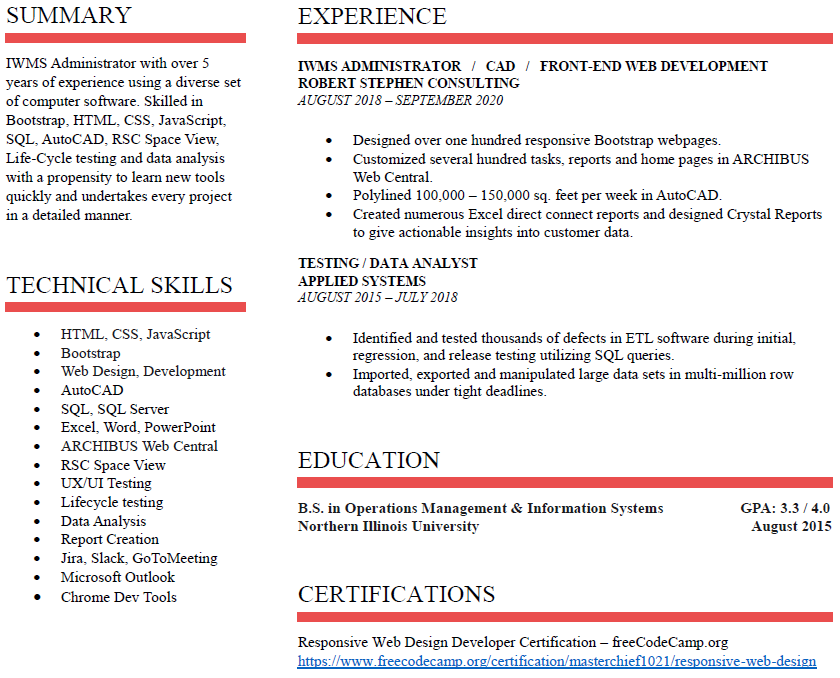 SUMMARY
IWMS Administrator with over 5
years of experience using a diverse set
of computer software. Skilled in
Bootstrap, HTML, CSS, JavaScript,
SQL, AutoCAD, RSC Space View,
Life-Cycle testing and data analysis
with a propensity to learn new tools
quickly and undertakes every project
in a detailed manner.
TECHNICAL SKILLS
• HTML, CSS, JavaScript
• Bootstrap
• Web Design, Development
• AutoCAD
• SQL, SQL Server
• Excel, Word, PowerPoint
• ARCHIBUS Web Central
• RSC Space View
• UX/UI Testing
• Lifecycle testing
• Data Analysis
• Report Creation
• Jira, Slack, GoToMeeting
• Microsoft Outlook
• Chrome Dev Tools
EXPERIENCE
IWMS ADMINISTRATOR / CAD / FRONT-END WEB DEVELOPMENT
ROBERT STEPHEN CONSULTING
AUGUST 2018 – SEPTEMBER 2020
• Designed over one hundred responsive Bootstrap webpages.
• Customized several hundred tasks, reports and home pages in ARCHIBUS
Web Central.
• Polylined 100,000 – 150,000 sq. feet per week in AutoCAD.
• Created numerous Excel direct connect reports and designed Crystal Reports
to give actionable insights into customer data.
TESTING / DATA ANALYST
APPLIED SYSTEMS
AUGUST 2015 – JULY 2018
• Identified and tested thousands of defects in ETL software during initial,
regression, and release testing utilizing SQL queries.
• Imported, exported and manipulated large data sets in multi-million row
databases under tight deadlines.
EDUCATION
B.S. in Operations Management & Information Systems GPA: 3.3 / 4.0
Northern Illinois University August 2015
CERTIFICATIONS
Responsive Web Design Developer Certification – freeCodeCamp.org
https://www.freecodecamp.org/certification/masterchief1021/responsive-web-design